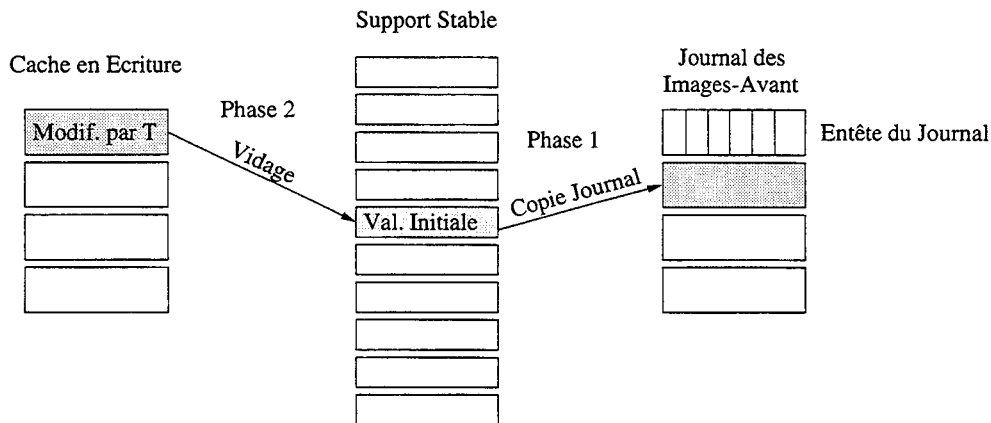 Support Stable
Cache en Ecriture
Journal des
Images-Avant
Modif. par T
Phase 2
Vidage
Phase 1
Entête du Journal
Copie Journal
Val. Initiale